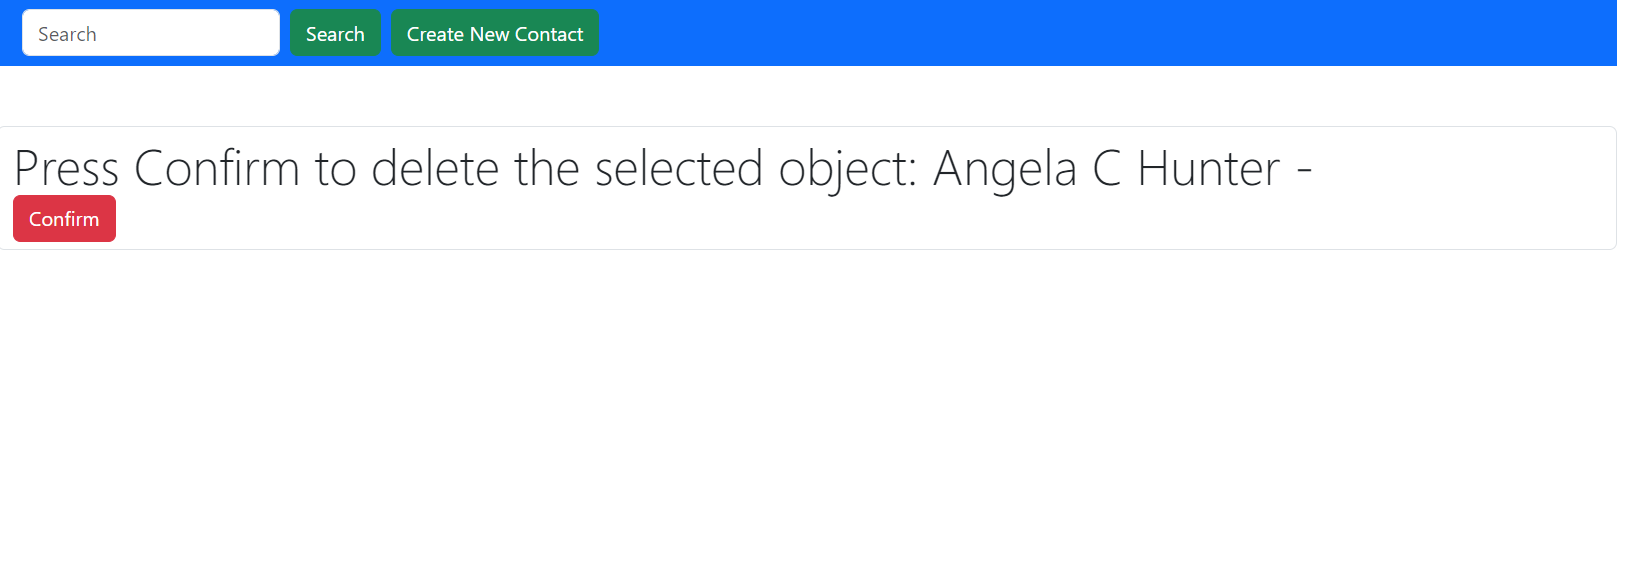 Search Search Create New Contact
Press Confirm to delete the selected object: Angela C Hunter -
Confirm